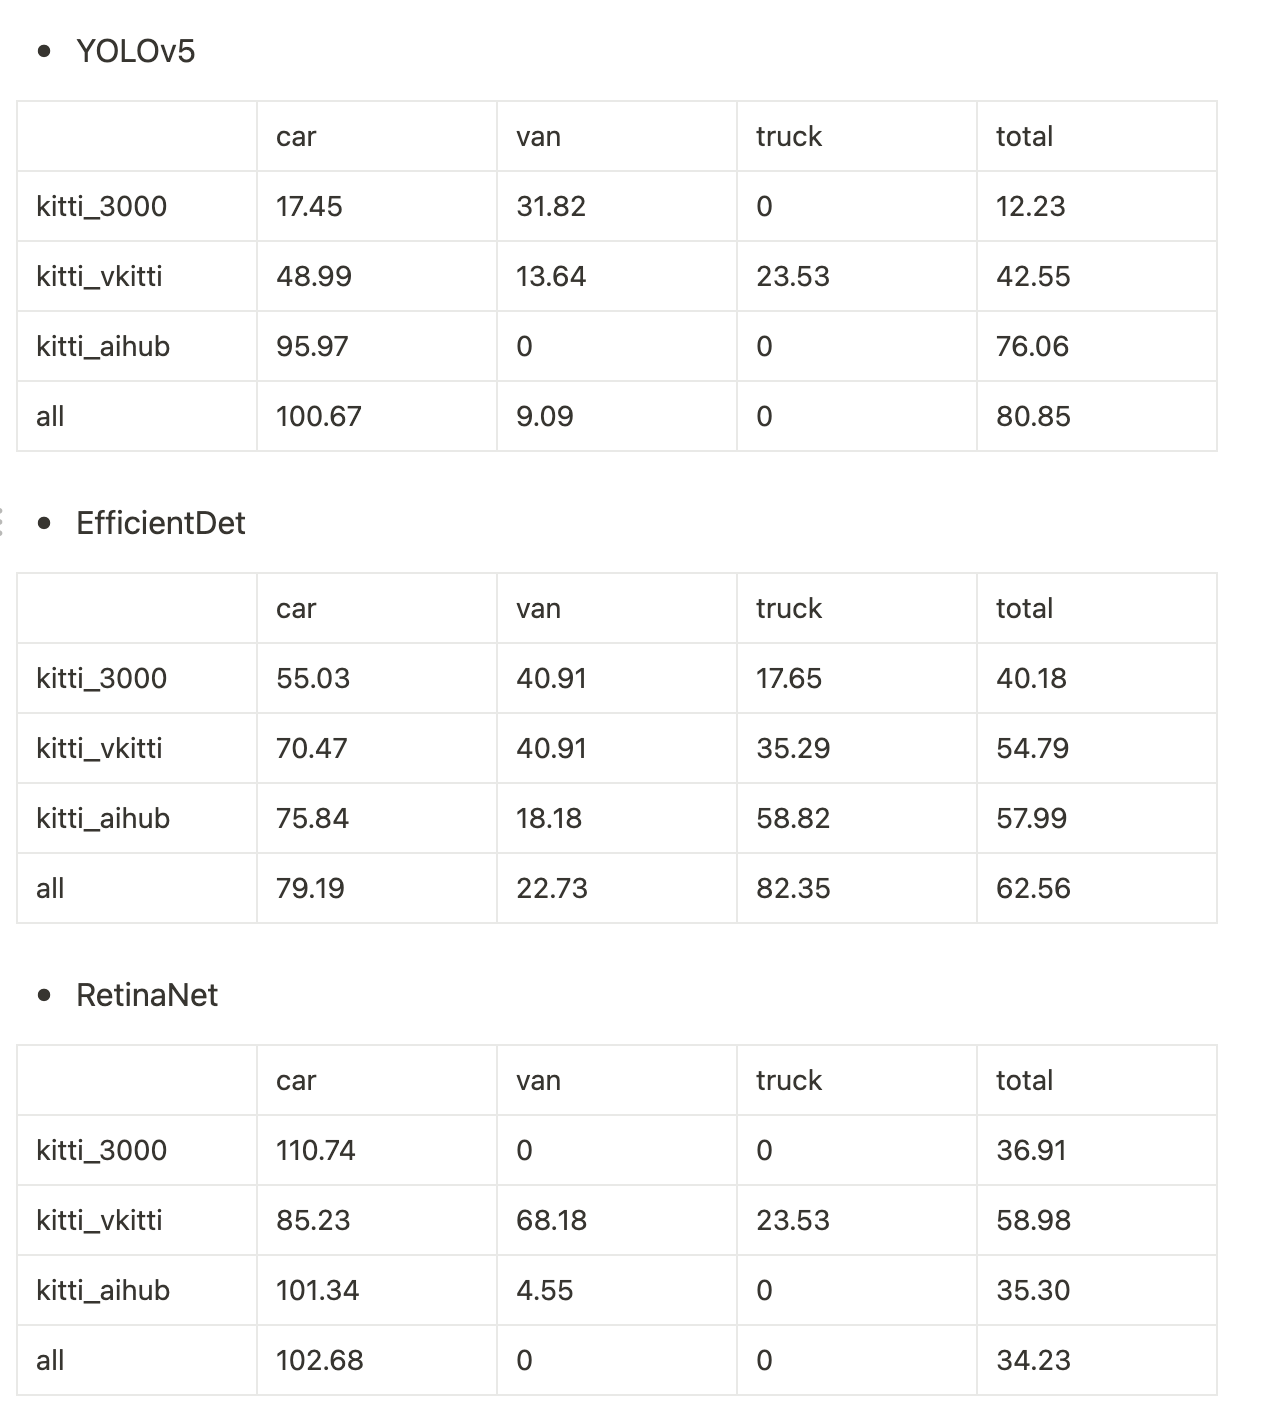 YOLOv5
car van truck total
kitti_3000 17.45 31.82 0 12.23
kitti_vkitti 48.99 13.64 23.53 42.55
kitti_aihub 95.97 0 0 76.06
all 100.67 9.09 0 80.85
EfficientDet
car van truck total
kitti_3000 55.03 40.91 17.65 40.18
kitti_vkitti 70.47 40.91 35.29 54.79
kitti_aihub 75.84 18.18 58.82 57.99
all 79.19 22.73 82.35 62.56
RetinaNet
car van truck total
kitti_3000 110.74 0 0 36.91
kitti_vkitti 85.23 68.18 23.53 58.98
kitti_aihub 101.34 4.55 0 35.30
all 102.68 0 0 34.23